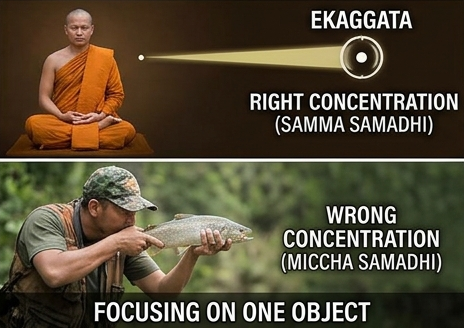 EKAGGATA
RIGHT CONCENTRATION
(SAMMA SAMADHI)
WRONG
CONCENTRATION
(MICCHA SAMADHI)
FOCUSING ON ONE OBJECT